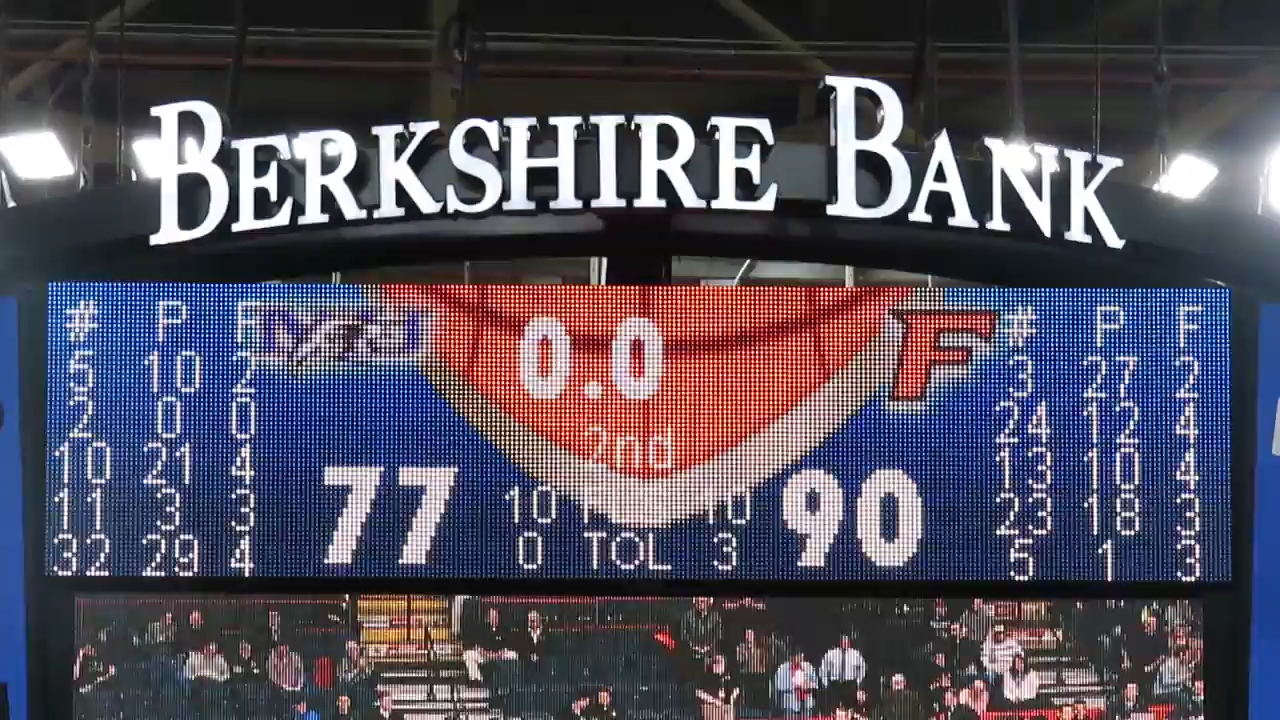 BERKSHIRE BANK
# P F # P F
0.0
5 10 2 3 27 2
2 0 0 24 12 4
2nd
10 21 4 13 10 4
77 90
11 3 3 10 10 23 18 3
32 29 4 0 TOL 3 5 1 3
F